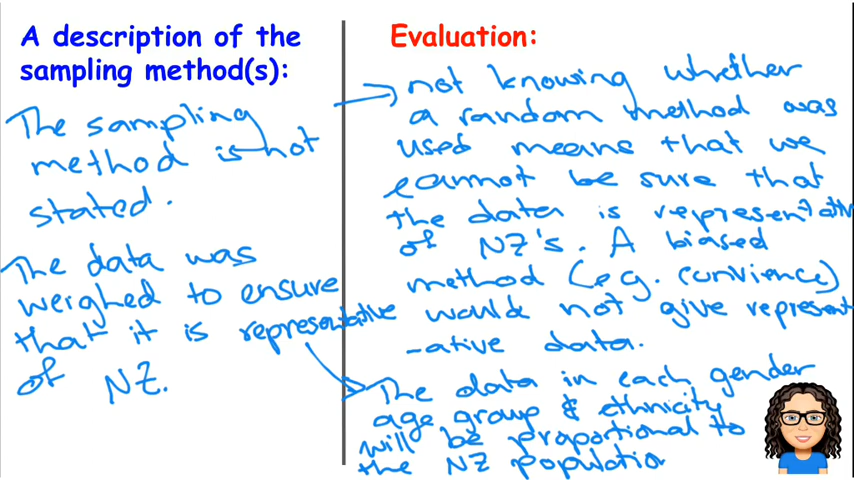 A description of the
sampling method(s):
The sampling
method is not
stated.
The data was
weighed to ensure
that it is representative
of NZ.
Evaluation:
not knowing whether
a random method was
used means that we
cannot be sure that
the data is representative
of NZ's. A biased
method (eg. convience)
would not give represent
-ative data.
The data in each gender
age group & ethnicity
will be proportional to
the NZ population